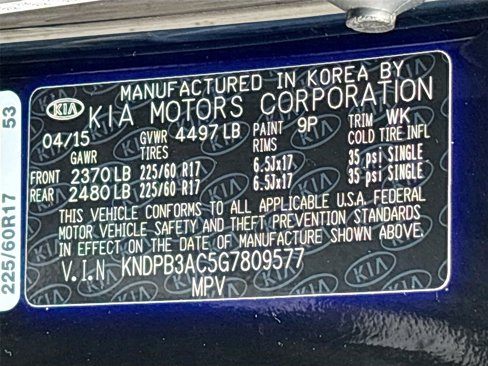 MANUFACTURED IN KOREA BY
KIA KIA MOTORS CORPORATION
04/15 GVWR 4497 LB PAINT 9P TRIM WK
GAWR TIRES RIMS COLD TIRE INFL
FRONT 2370 LB 225/60 R17 6.5Jx17 35 psi SINGLE
REAR 2480 LB 225/60 R17 6.5Jx17 35 psi SINGLE
THIS VEHICLE CONFORMS TO ALL APPLICABLE U.S.A. FEDERAL
MOTOR VEHICLE SAFETY AND THEFT PREVENTION STANDARDS
IN EFFECT ON THE DATE OF MANUFACTURE SHOWN ABOVE.
V.I.N KNDPB3AC5G7809577
MPV
225/60R17 53